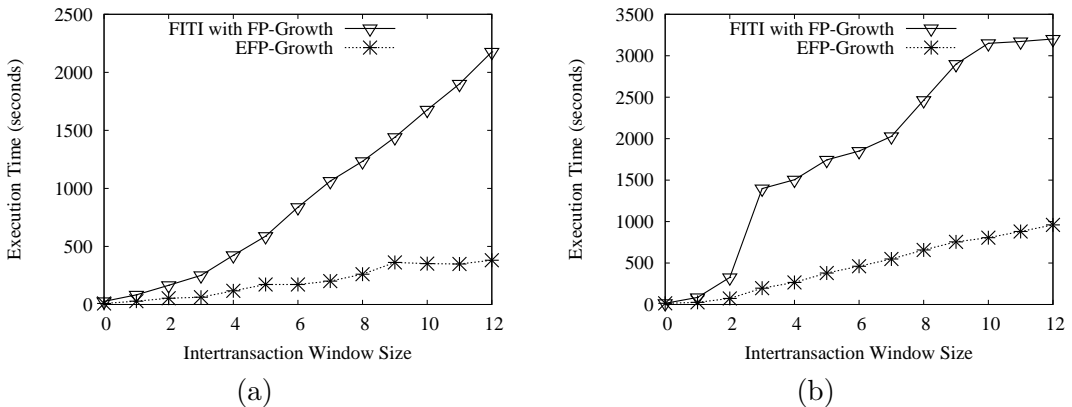 2500
2000
1500
1000
500
0
0 2 4 6 8 10 12
Execution Time (seconds)
Intertransaction Window Size
FITI with FP-Growth
EFP-Growth
(a)
3500
3000
2500
2000
1500
1000
500
0
0 2 4 6 8 10 12
Execution Time (seconds)
Intertransaction Window Size
FITI with FP-Growth
EFP-Growth
(b)